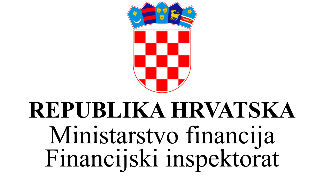 REPUBLIKA HRVATSKA
Ministarstvo financija
Financijski inspektorat